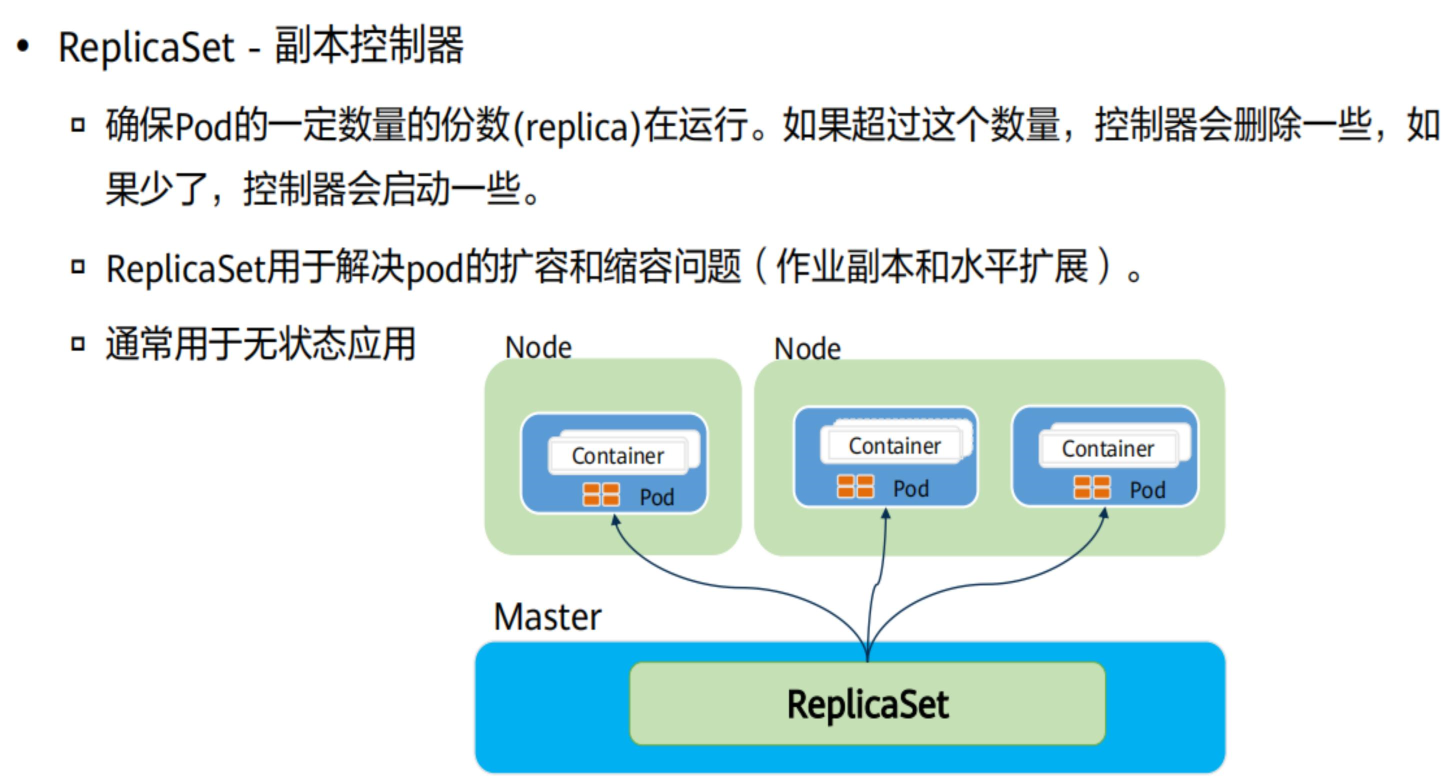 • ReplicaSet - 副本控制器
▫ 确保Pod的一定数量的份数(replica)在运行。如果超过这个数量，控制器会删除一些，如
果少了，控制器会启动一些。
▫ ReplicaSet用于解决pod的扩容和缩容问题（作业副本和水平扩展）。
▫ 通常用于无状态应用
Node
Node
Container
Pod
Container
Pod
Container
Pod
Master
ReplicaSet